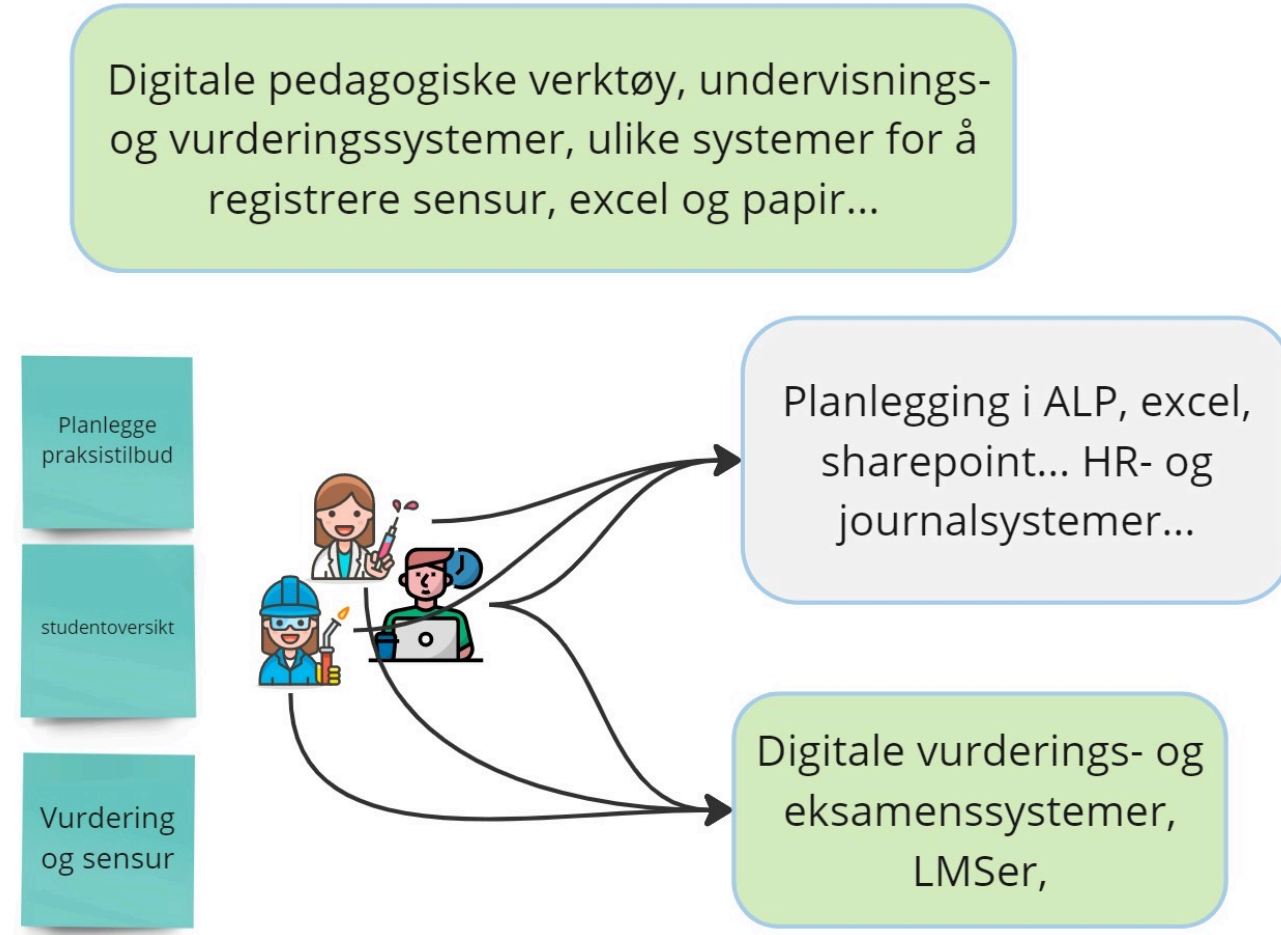 Digitale pedagogiske verktøy, undervisnings-
og vurderingssystemer, ulike systemer for å
registrere sensur, excel og papir...
Planlegge
praksistilbud
studentoversikt
Vurdering
og sensur
Planlegging i ALP, excel,
sharepoint... HR- og
journalsystemer...
Digitale vurderings- og
eksamenssystemer,
LMSer,